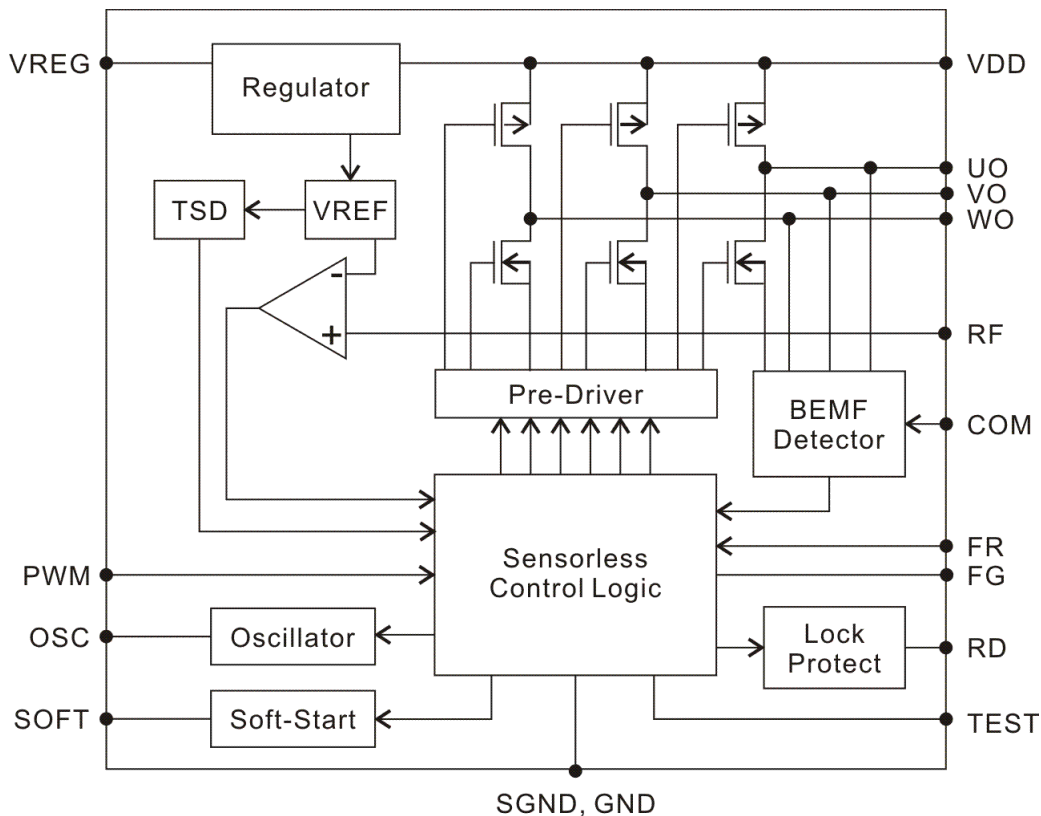 VREG
Regulator
VDD
UO
VO
WO
TSD
VREF
-
+
RF
Pre-Driver
BEMF
Detector
COM
Sensorless
Control Logic
FR
FG
PWM
OSC
Oscillator
Lock
Protect
RD
SOFT
Soft-Start
TEST
SGND, GND